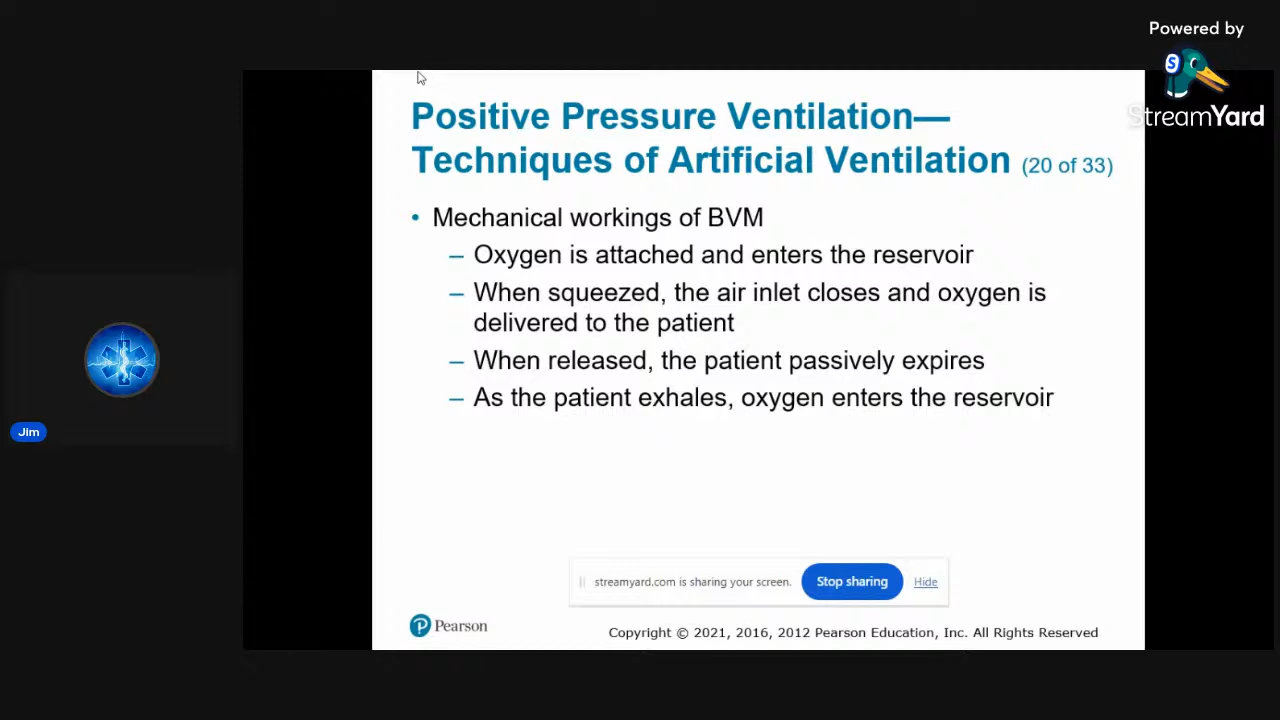 Powered by
StreamYard
Positive Pressure Ventilation—
Techniques of Artificial Ventilation (20 of 33)
• Mechanical workings of BVM
– Oxygen is attached and enters the reservoir
– When squeezed, the air inlet closes and oxygen is
delivered to the patient
– When released, the patient passively expires
– As the patient exhales, oxygen enters the reservoir
Jim
streamyard.com is sharing your screen. Stop sharing Hide
Pearson Copyright © 2021, 2016, 2012 Pearson Education, Inc. All Rights Reserved